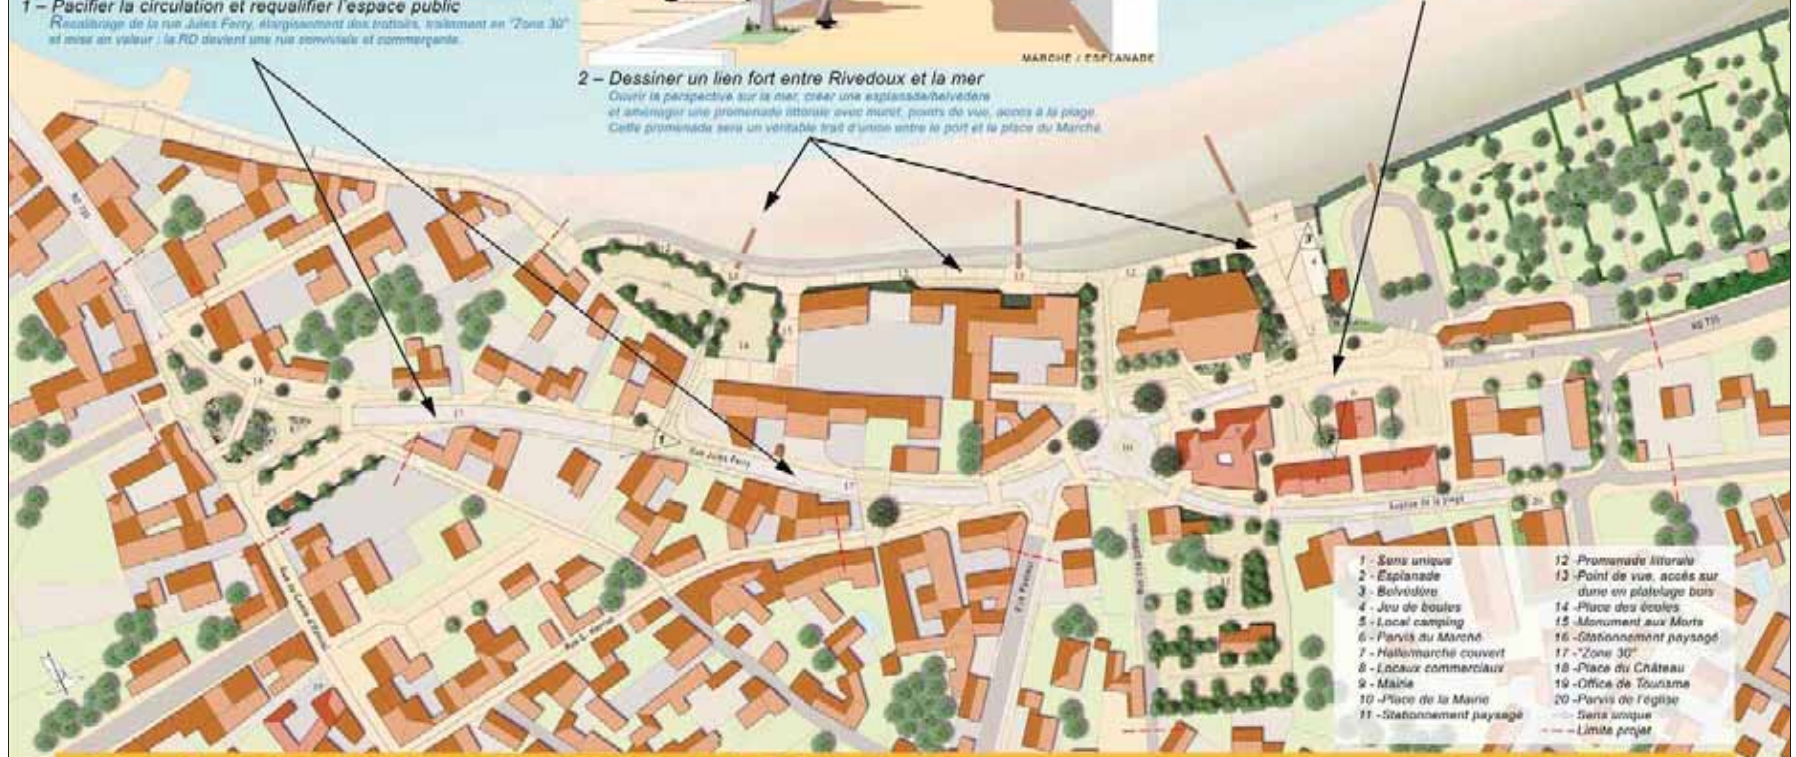 1 – Pacifier la circulation et requalifier l'espace public
Recalibrage de la rue Jules Ferry, élargissement des trottoirs, traitement en "Zone 30"
et mise en valeur : la RD devient une rue conviviale et commerçante.
MARCHÉ / ESPLANADE
2 – Dessiner un lien fort entre Rivedoux et la mer
Ouvrir la perspective sur la mer, créer une esplanade/belvédère
et aménager une promenade littorale avec muret, points de vue, accès à la plage.
Cette promenade sera un véritable trait d'union entre le port et la place du Marché.
RD 735
RD 735
Rue Jules Ferry
Avenue de la plage
Rue Pasteur
1 - Sens unique
2 - Esplanade
3 - Belvédère
4 - Jeu de boules
5 - Local camping
6 - Parvis du Marché
7 - Halle/marché couvert
8 - Locaux commerciaux
9 - Mairie
10 -Place de la Mairie
11 -Stationnement paysagé
12 -Promenade littorale
13 -Point de vue, accès sur
dune en platelage bois
14 -Place des écoles
15 -Monument aux Morts
16 -Stationnement paysagé
17 -"Zone 30"
18 -Place du Château
19 -Office de Tourisme
20 -Parvis de l'église
Sens unique
Limite projet